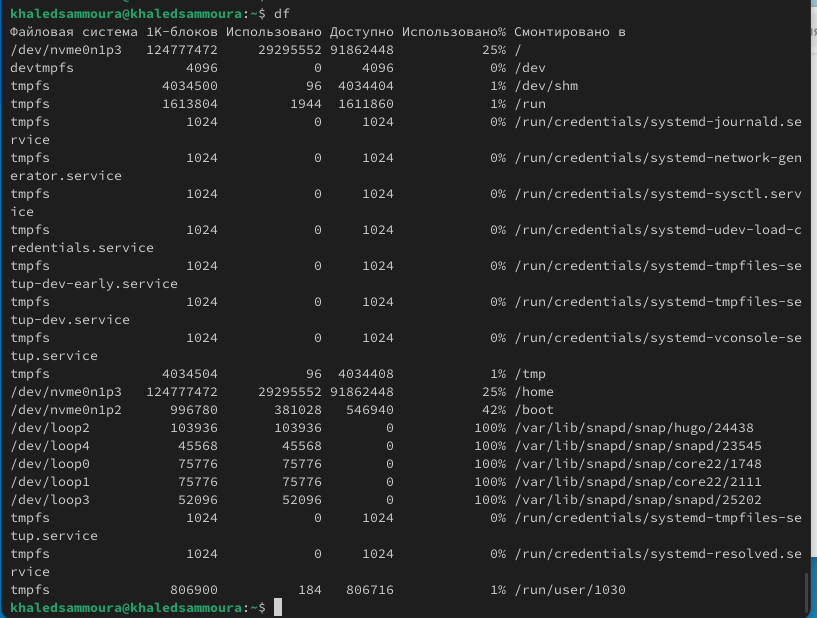 khaledsammoura@khaledsammoura:~$ df
Файловая система 1K-блоков Использовано Доступно Использовано% Смонтировано в
/dev/nvme0n1p3   124777472     29295552 91862448           25% /
devtmpfs              4096            0     4096            0% /dev
tmpfs              4034500           96  4034404            1% /dev/shm
tmpfs              1613804         1944  1611860            1% /run
tmpfs                 1024            0     1024            0% /run/credentials/systemd-journald.se
rvice
tmpfs                 1024            0     1024            0% /run/credentials/systemd-network-gen
erator.service
tmpfs                 1024            0     1024            0% /run/credentials/systemd-sysctl.serv
ice
tmpfs                 1024            0     1024            0% /run/credentials/systemd-udev-load-c
redentials.service
tmpfs                 1024            0     1024            0% /run/credentials/systemd-tmpfiles-se
tup-dev-early.service
tmpfs                 1024            0     1024            0% /run/credentials/systemd-tmpfiles-se
tup-dev.service
tmpfs                 1024            0     1024            0% /run/credentials/systemd-vconsole-se
tup.service
tmpfs              4034504           96  4034408            1% /tmp
/dev/nvme0n1p3   124777472     29295552 91862448           25% /home
/dev/nvme0n1p2      996780       381028   546940           42% /boot
/dev/loop2          103936       103936        0          100% /var/lib/snapd/snap/hugo/24438
/dev/loop4           45568        45568        0          100% /var/lib/snapd/snap/snapd/23545
/dev/loop0           75776        75776        0          100% /var/lib/snapd/snap/core22/1748
/dev/loop1           75776        75776        0          100% /var/lib/snapd/snap/core22/2111
/dev/loop3           52096        52096        0          100% /var/lib/snapd/snap/snapd/25202
tmpfs                 1024            0     1024            0% /run/credentials/systemd-tmpfiles-se
tup.service
tmpfs                 1024            0     1024            0% /run/credentials/systemd-resolved.se
rvice
tmpfs               806900          184   806716            1% /run/user/1030
khaledsammoura@khaledsammoura:~$